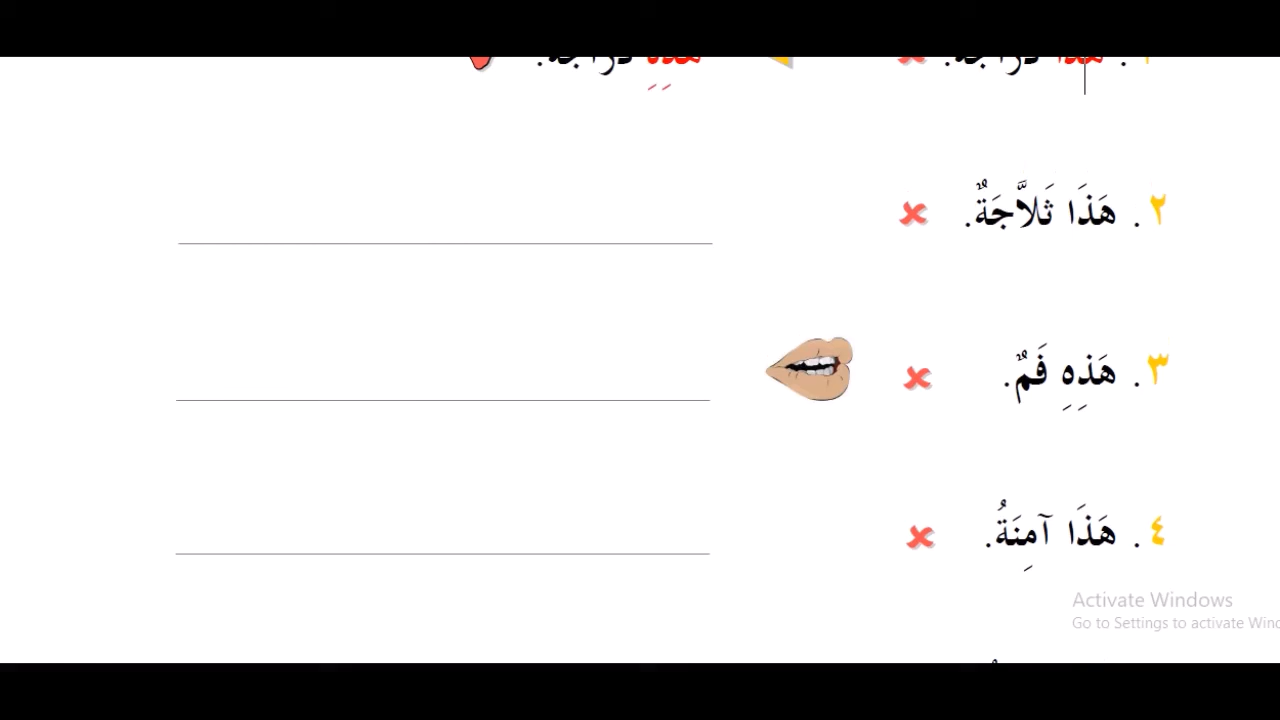 ٢. هَذَا ثَلاَّجَةٌ.
٣. هَذِهِ فَمٌ.
٤. هَذَا آمِنَةُ.
Activate Windows
Go to Settings to activate Wind